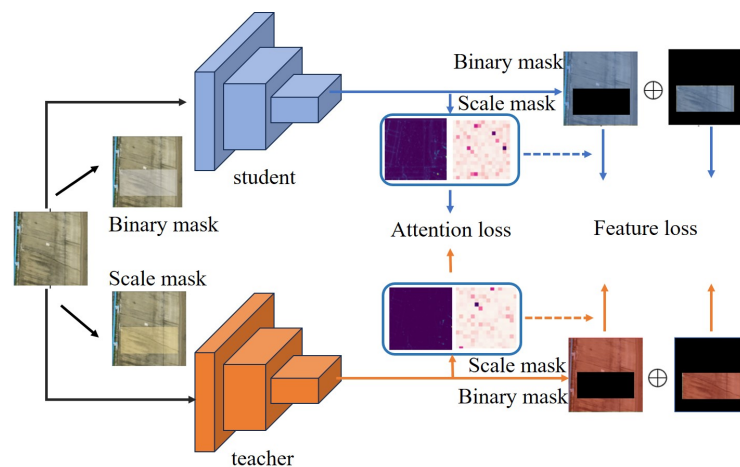 Binary mask
Scale mask
student
Binary mask
Attention loss
Feature loss
Scale mask
Scale mask
Binary mask
teacher